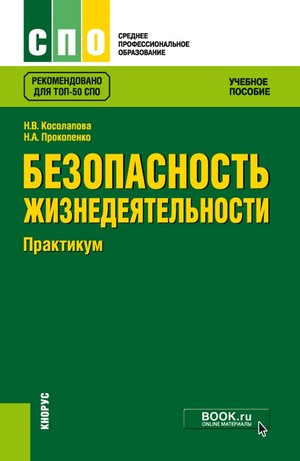 СПО
СРЕДНЕЕ
ПРОФЕССИОНАЛЬНОЕ
ОБРАЗОВАНИЕ
РЕКОМЕНДОВАНО
ДЛЯ ТОП-50 СПО
УЧЕБНОЕ
ПОСОБИЕ
Н.В. Косолапова
Н.А. Прокопенко
БЕЗОПАСНОСТЬ
ЖИЗНЕДЕЯТЕЛЬНОСТИ
Практикум
КНОРУС
BOOK.ru
ONLINE МАТЕРИАЛЫ